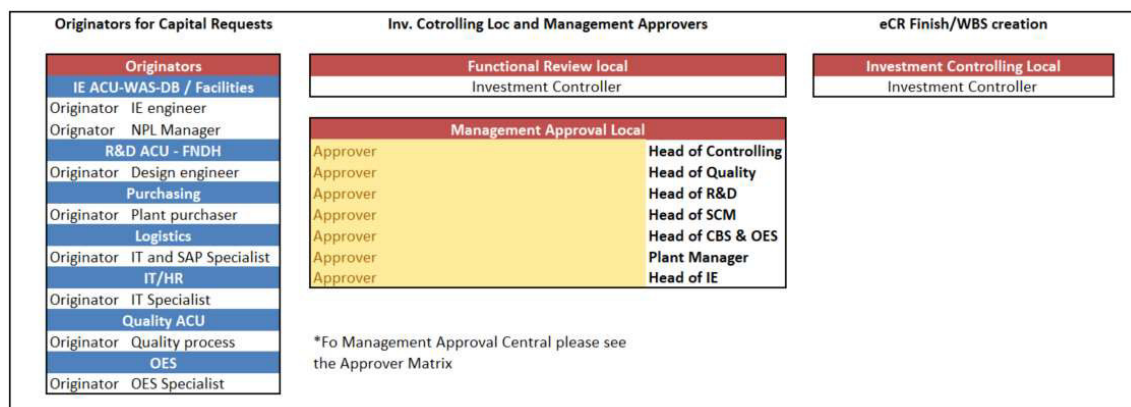 Originators for Capital Requests
Originators
IE ACU-WAS-DB / Facilities
Originator IE engineer
Orignator NPL Manager
R&D ACU - FNDH
Originator Design engineer
Purchasing
Originator Plant purchaser
Logistics
Originator IT and SAP Specialist
IT/HR
Originator IT Specialist
Quality ACU
Originator Quality process
OES
Originator OES Specialist
Inv. Cotrolling Loc and Management Approvers
Functional Review local
Investment Controller
Management Approval Local
Approver Head of Controlling
Approver Head of Quality
Approver Head of R&D
Approver Head of SCM
Approver Head of CBS & OES
Approver Plant Manager
Approver Head of IE
*Fo Management Approval Central please see
the Approver Matrix
eCR Finish/WBS creation
Investment Controlling Local
Investment Controller